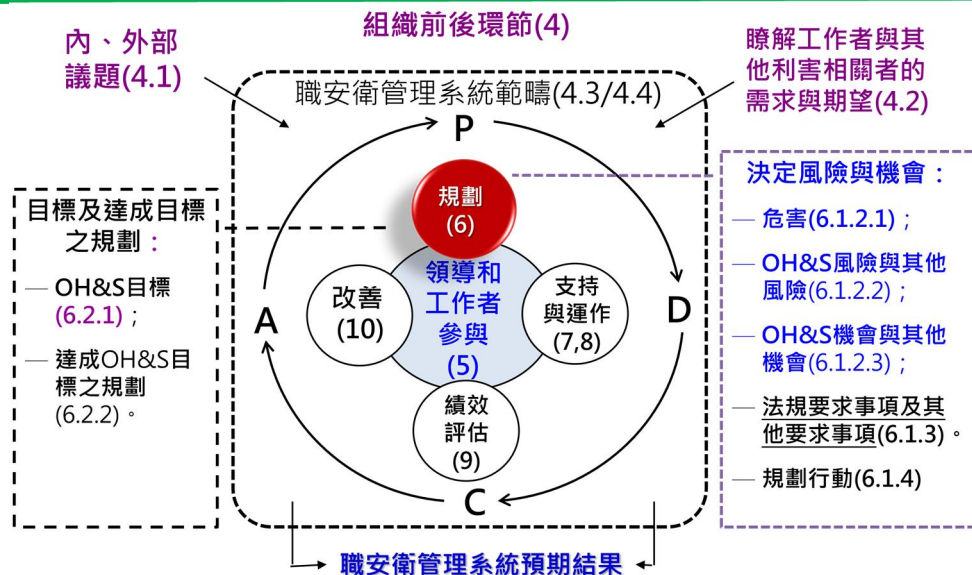 組織前後環節(4)
內、外部
議題(4.1)
瞭解工作者與其
他利害相關者的
需求與期望(4.2)
職安衛管理系統範疇(4.3/4.4)
P
規劃
(6)
領導和
工作者
參與
(5)
改善
(10)
支持
與運作
(7,8)
績效
評估
(9)
A
D
C
目標及達成目標
之規劃：
— OH&S目標
(6.2.1)；
— 達成OH&S目
標之規劃
(6.2.2)。
決定風險與機會：
— 危害(6.1.2.1)；
— OH&S風險與其他
風險(6.1.2.2)；
— OH&S機會與其他
機會(6.1.2.3)；
— 法規要求事項及其
他要求事項(6.1.3)。
— 規劃行動(6.1.4)
職安衛管理系統預期結果